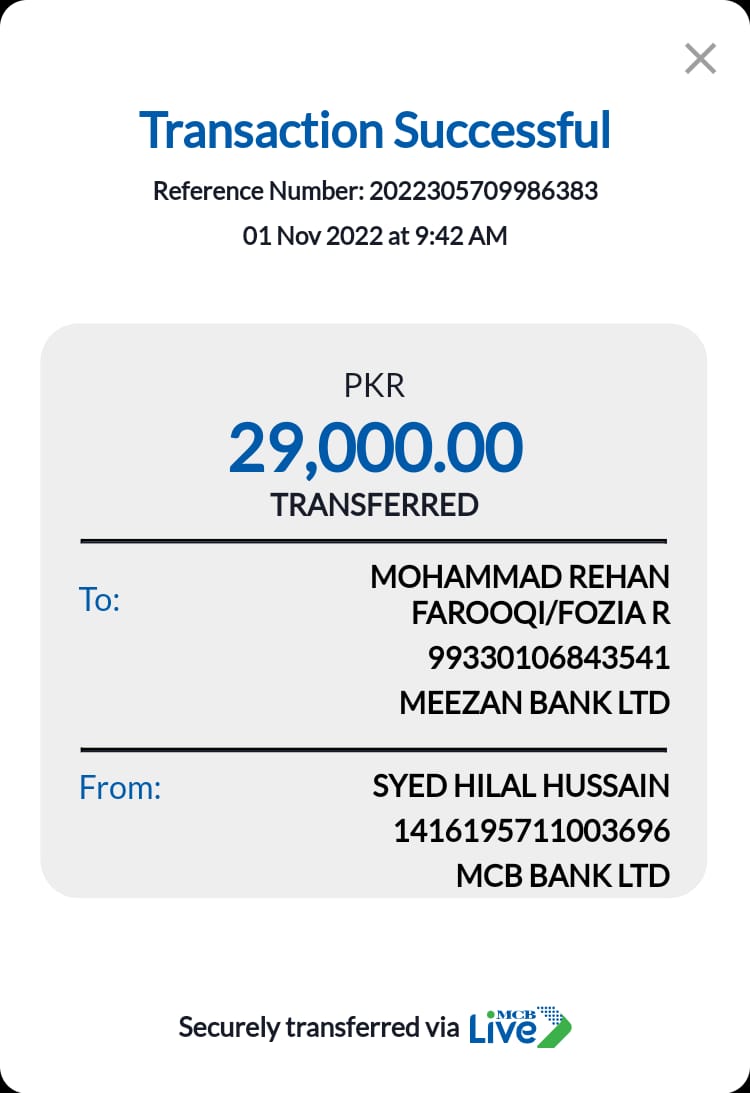 Transaction Successful
Reference Number: 2022305709986383
01 Nov 2022 at 9:42 AM
PKR
29,000.00
TRANSFERRED
To:
MOHAMMAD REHAN
FAROOQI/FOZIA R
99330106843541
MEEZAN BANK LTD
From:
SYED HILAL HUSSAIN
1416195711003696
MCB BANK LTD
Securely transferred via MCB Live